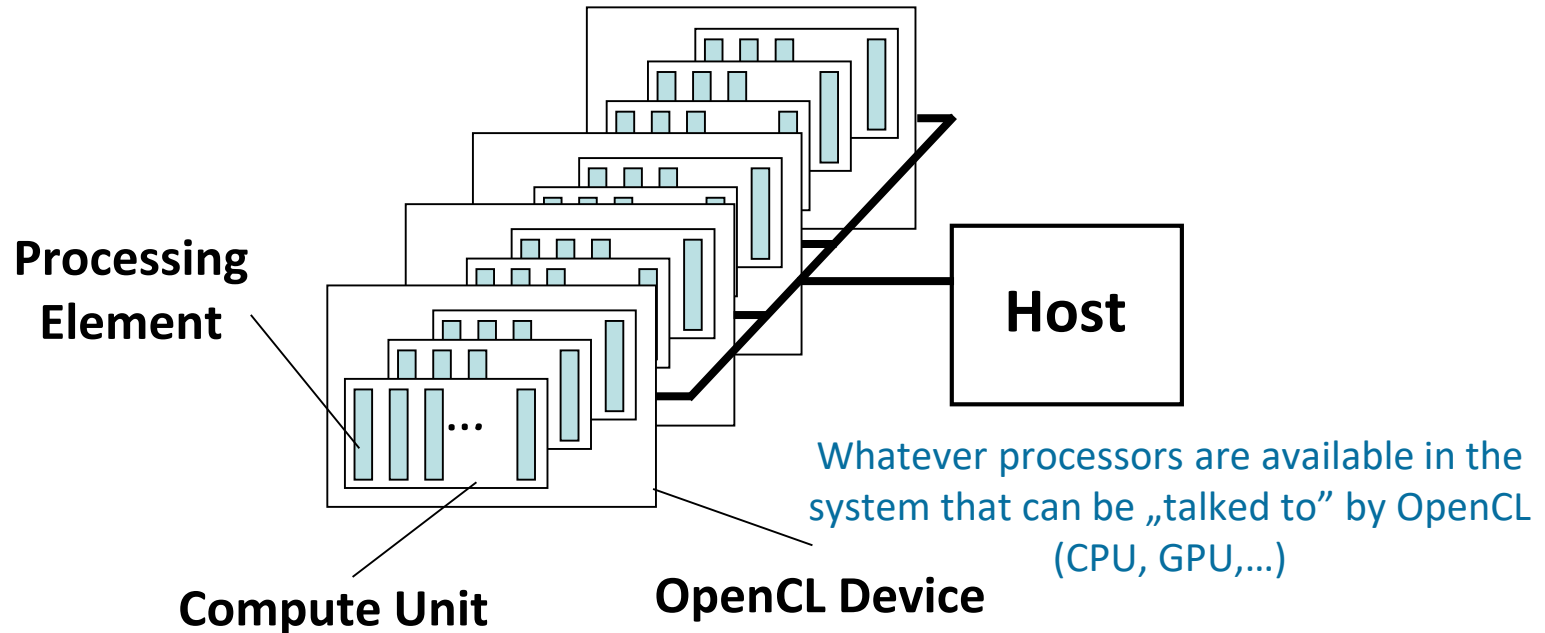 Processing
Element
...
Host
Whatever processors are available in the
system that can be „talked to” by OpenCL
(CPU, GPU,…)
OpenCL Device
Compute Unit